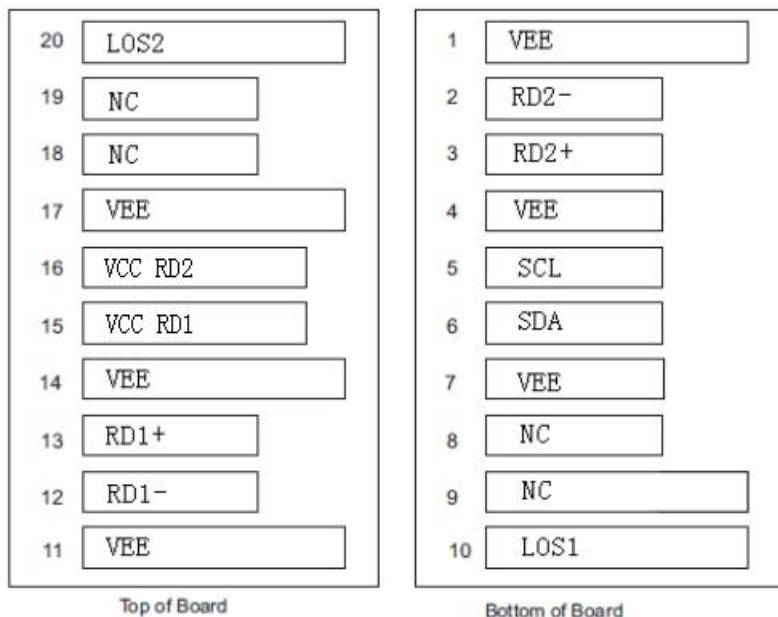 20 LOS2
19 NC
18 NC
17 VEE
16 VCC RD2
15 VCC RD1
14 VEE
13 RD1+
12 RD1-
11 VEE
Top of Board
1 VEE
2 RD2-
3 RD2+
4 VEE
5 SCL
6 SDA
7 VEE
8 NC
9 NC
10 LOS1
Bottom of Board